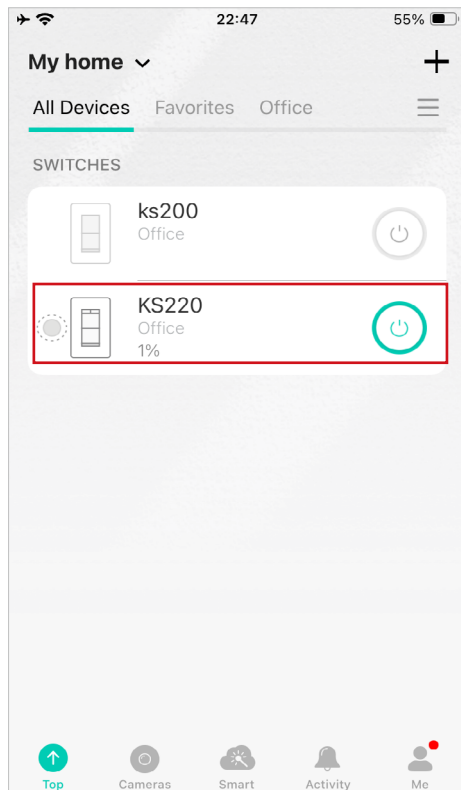 22:47 55%
My home
All Devices Favorites Office
SWITCHES
ks200
Office
KS220
Office
1%
Top Cameras Smart Activity Me